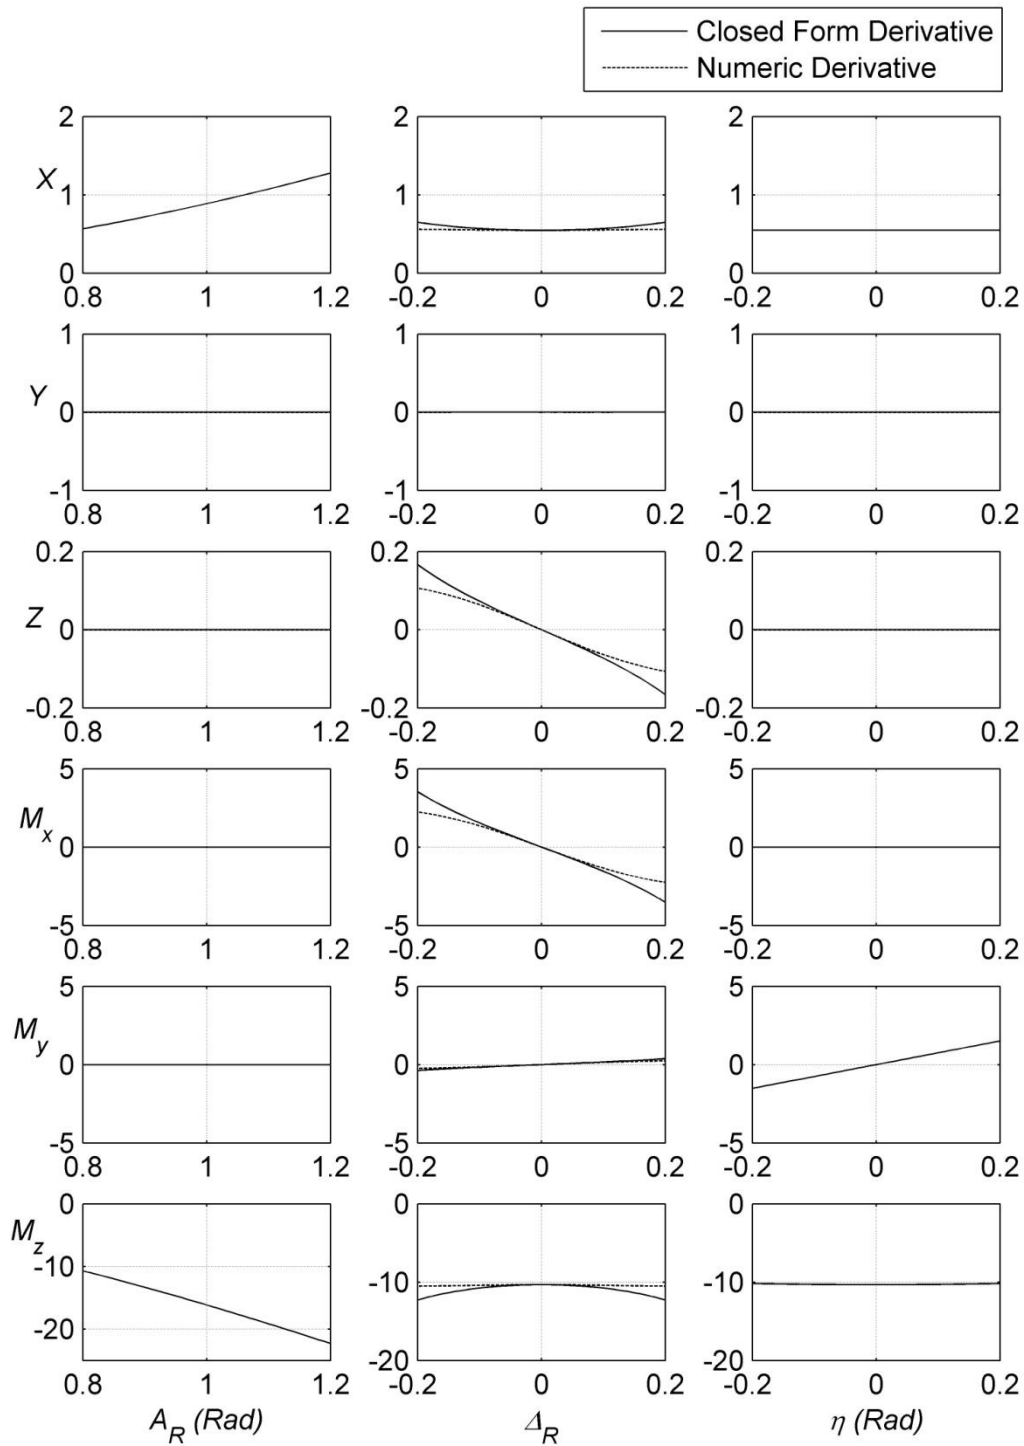 Closed Form Derivative
Numeric Derivative
2 2 2
X 1 1 1
0 0 0
0.8 1 1.2 -0.2 0 0.2 -0.2 0 0.2
1 1 1
Y 0 0 0
-1 -1 -1
0.8 1 1.2 -0.2 0 0.2 -0.2 0 0.2
0.2 0.2 0.2
Z 0 0 0
-0.2 -0.2 -0.2
0.8 1 1.2 -0.2 0 0.2 -0.2 0 0.2
5 5 5
M_x 0 0 0
-5 -5 -5
0.8 1 1.2 -0.2 0 0.2 -0.2 0 0.2
5 5 5
M_y 0 0 0
-5 -5 -5
0.8 1 1.2 -0.2 0 0.2 -0.2 0 0.2
0 0 0
M_z -10 -10 -10
-20 -20 -20
0.8 1 1.2 -0.2 0 0.2 -0.2 0 0.2
A_R (Rad) Δ_R η (Rad)